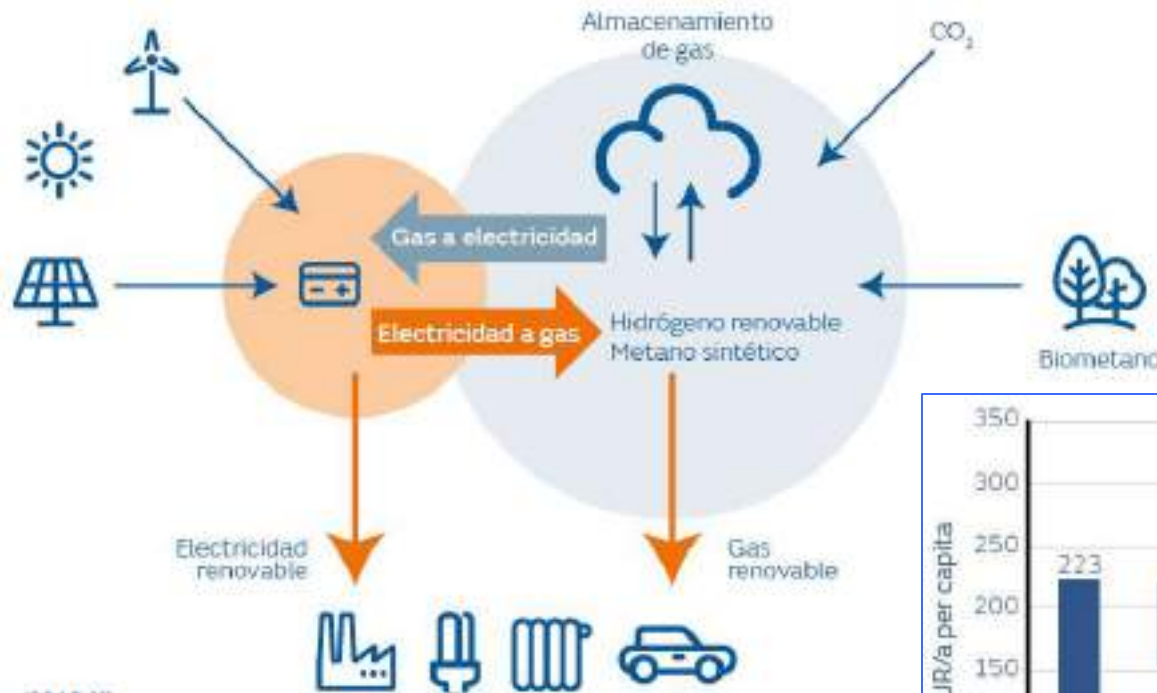 Almacenamiento
de gas
CO₂
Gas a electricidad
Electricidad a gas
Hidrógeno renovable
Metano sintético
Biometano
Electricidad
renovable
Gas
renovable
350
300
250
223
200
150